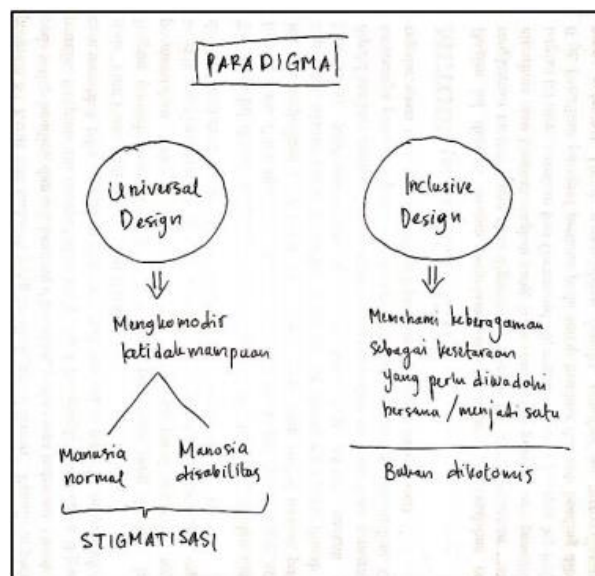 PARADIGMA
Universal
Design
Mengkomodir
ketidakmampuan
Manusia
normal
Manusia
disabilitas
STIGMATISASI
Inclusive
Design
Memahami keberagaman
sebagai kesetaraan
yang perlu diwadahi
bersama/menjadi satu
Bukan dikotomis